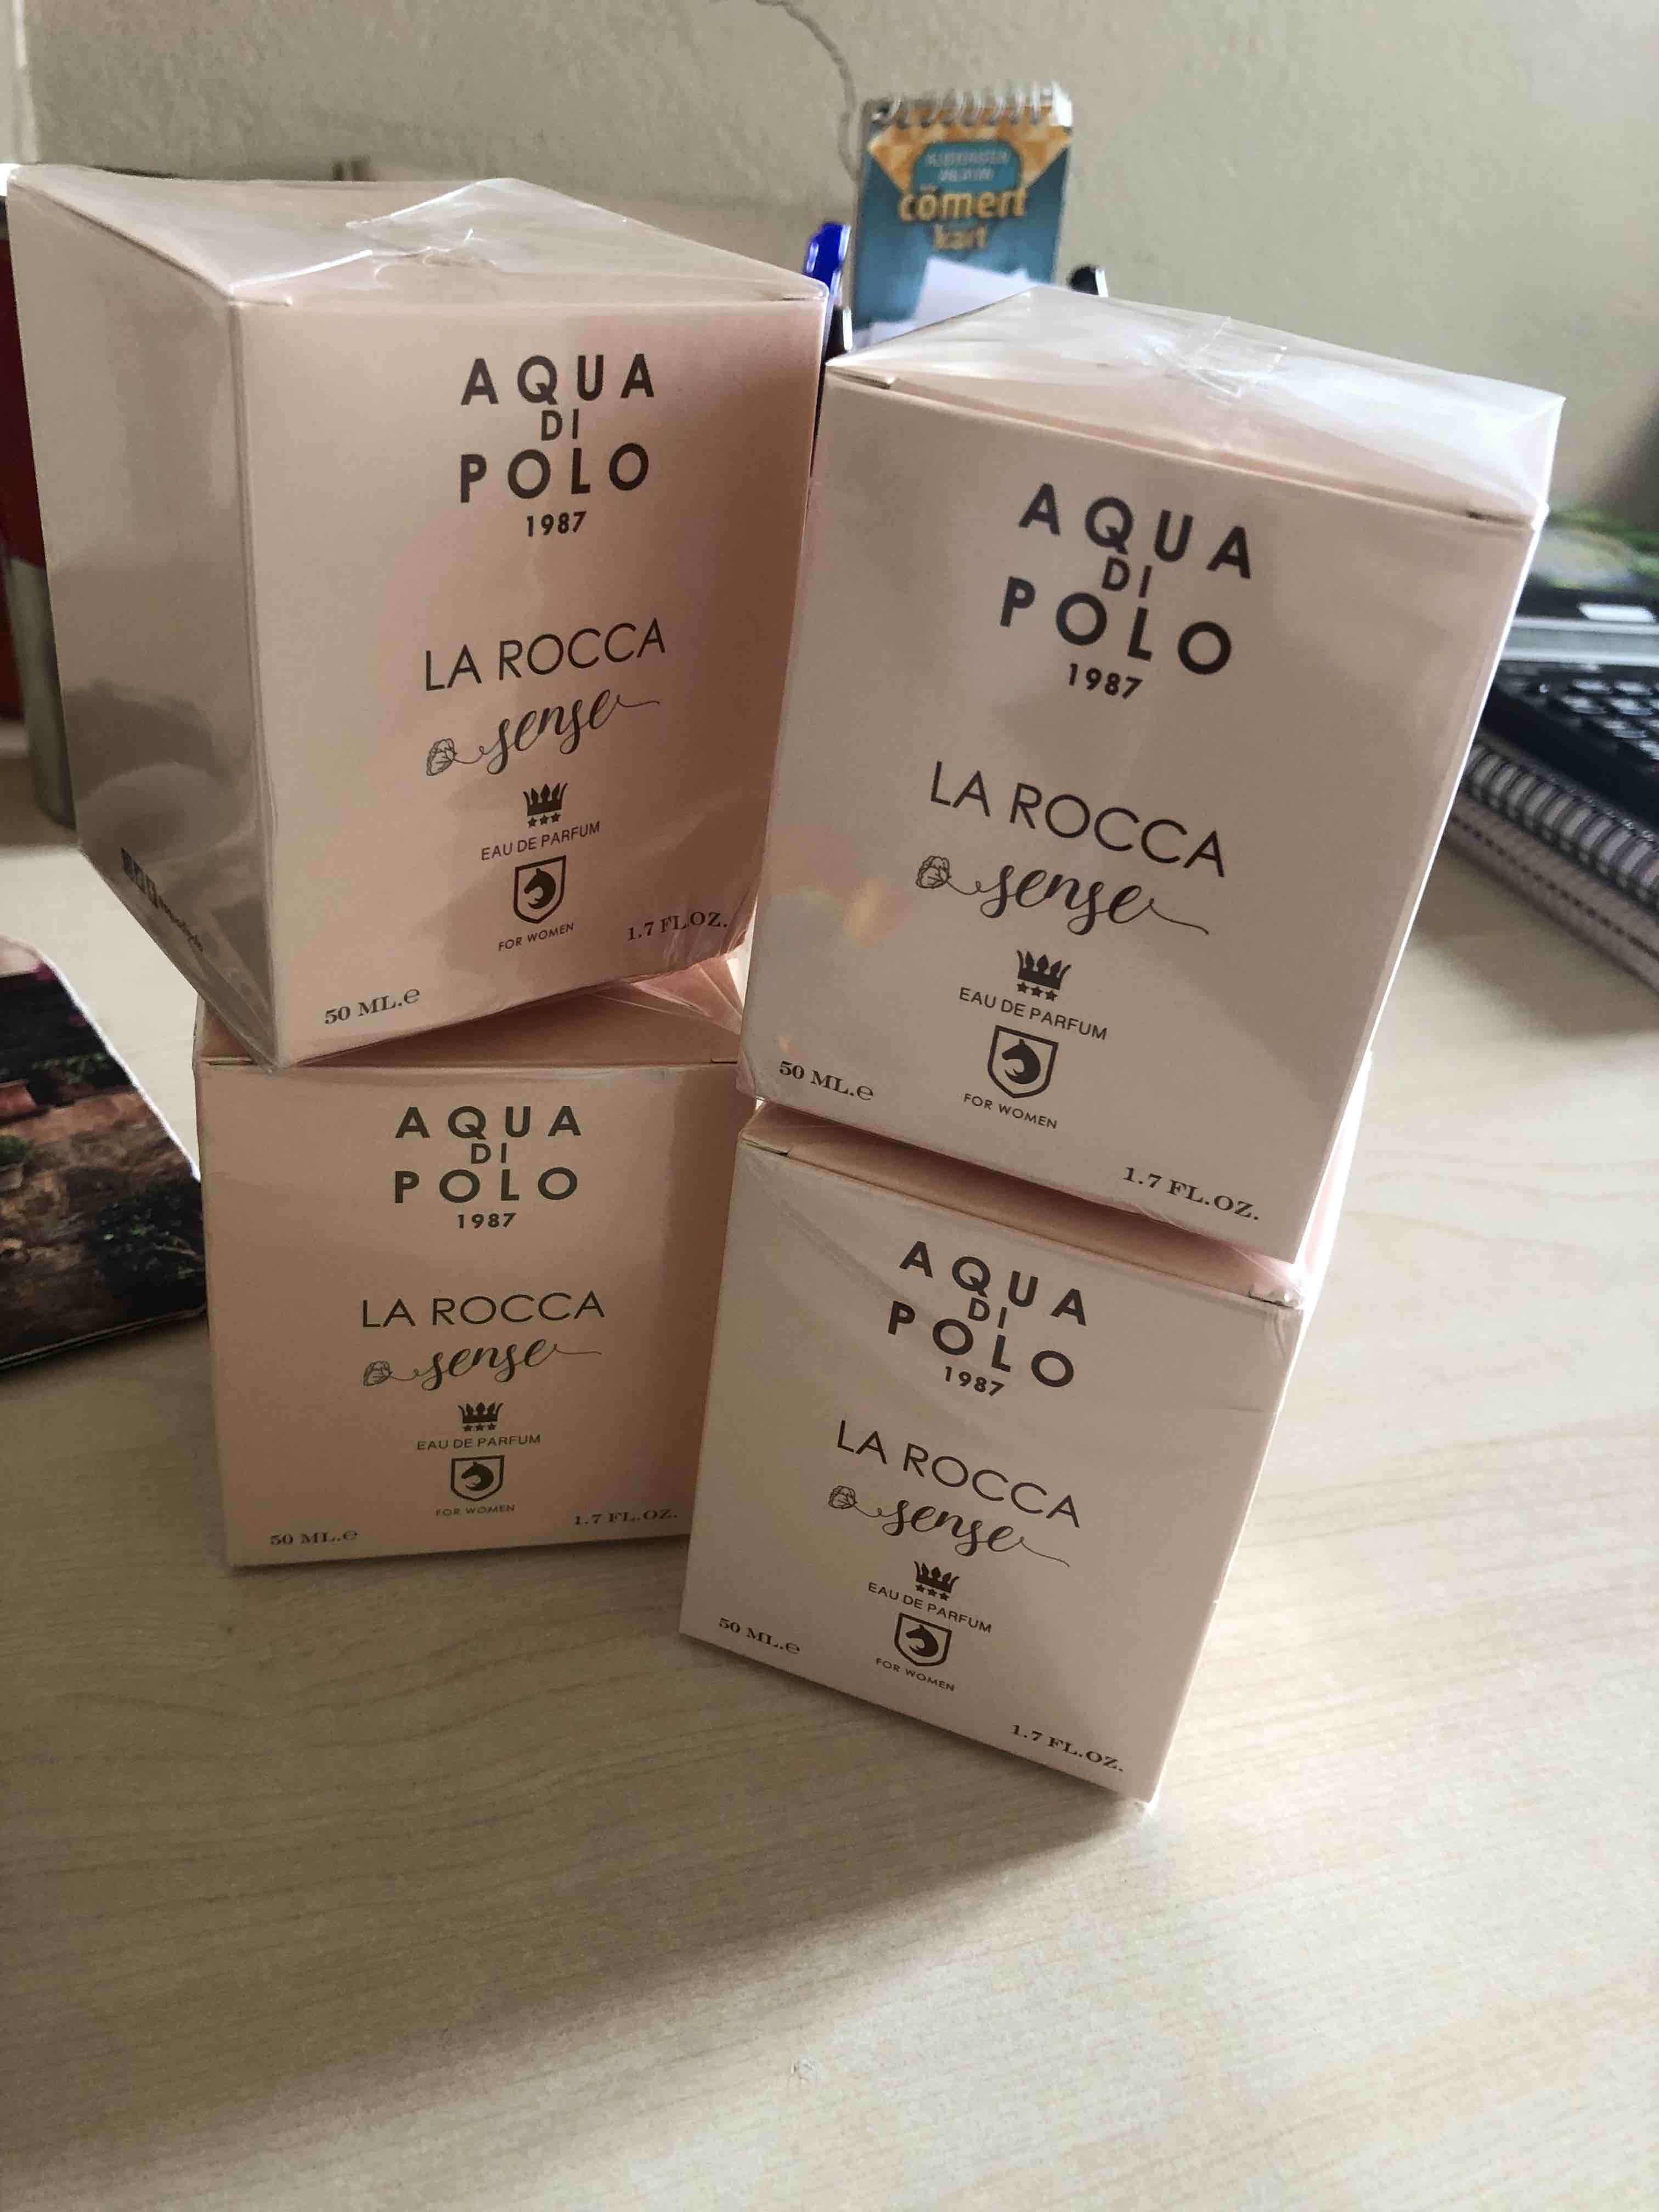 cömert
kart
AQUA
DI
POLO
1987
LA ROCCA
sense
EAU DE PARFUM
FOR WOMEN
50 ML.e
1.7 FL.OZ.
AQUA
DI
POLO
1987
LA ROCCA
sense
EAU DE PARFUM
FOR WOMEN
50 ML.e
1.7 FL.OZ.
AQUA
DI
POLO
1987
LA ROCCA
sense
EAU DE PARFUM
FOR WOMEN
50 ML.e
1.7 FL.OZ.
AQUA
DI
POLO
1987
LA ROCCA
sense
EAU DE PARFUM
FOR WOMEN
50 ML.e
1.7 FL.OZ.